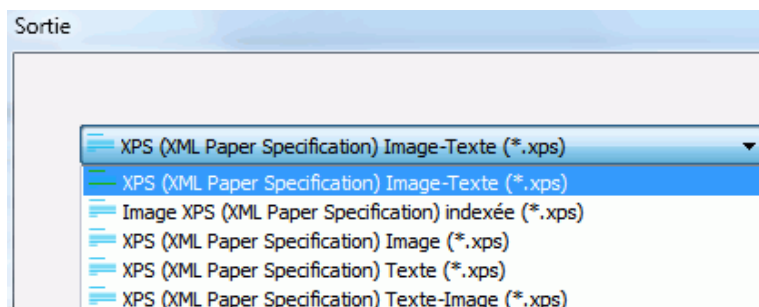 Sortie
XPS (XML Paper Specification) Image-Texte (*.xps)
XPS (XML Paper Specification) Image-Texte (*.xps)
Image XPS (XML Paper Specification) indexée (*.xps)
XPS (XML Paper Specification) Image (*.xps)
XPS (XML Paper Specification) Texte (*.xps)
XPS (XML Paper Specification) Texte-Image (*.xps)